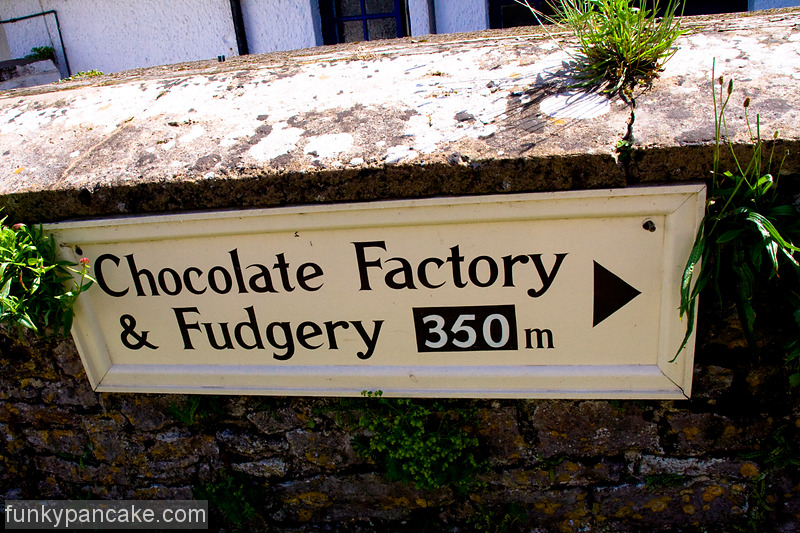 Chocolate Factory
& Fudgery 350 m
funkypancake.com